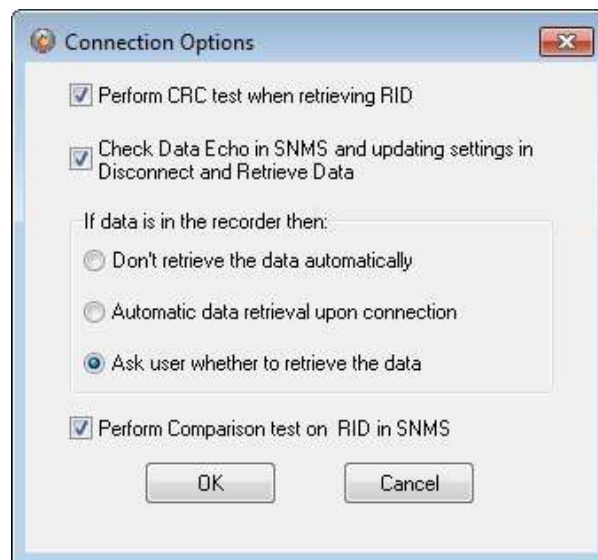 Connection Options
Perform CRC test when retrieving RID
Check Data Echo in SNMS and updating settings in
Disconnect and Retrieve Data
If data is in the recorder then:
Don't retrieve the data automatically
Automatic data retrieval upon connection
Ask user whether to retrieve the data
Perform Comparison test on RID in SNMS
OK
Cancel